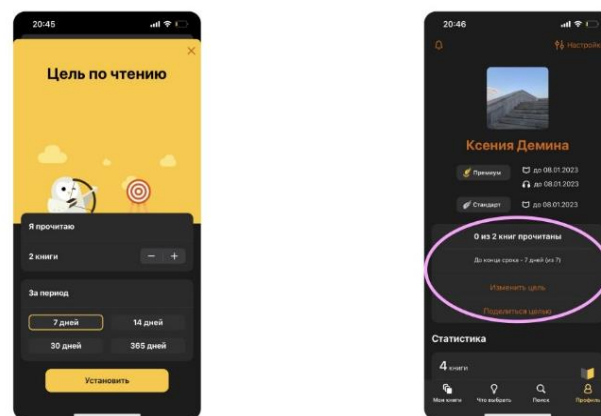 20:45
Цель по чтению
Я прочитаю
2 книги
− +
За период
7 дней 14 дней
30 дней 365 дней
Установить
20:46
Настройк
Ксения Демина
Премиум до 08.01.2023
до 08.01.2023
Стандарт до 08.01.2023
0 из 2 книг прочитаны
До конца срока – 7 дней (из 7)
Изменить цель
Поделиться целью
Статистика
4 книги
Мои книги Что выбрать Поиск Профиль